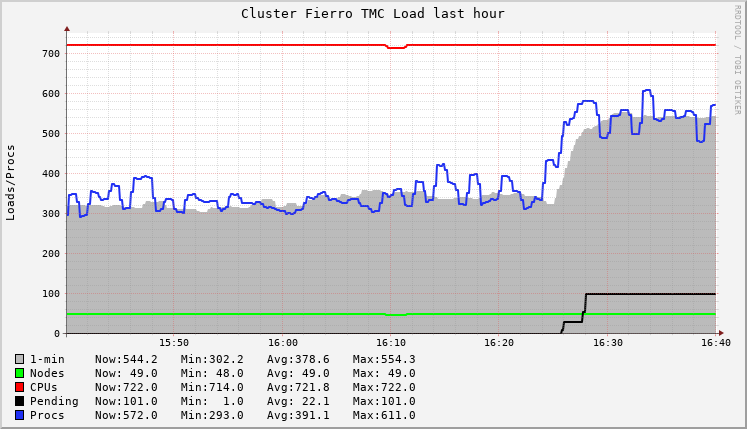 Cluster Fierro TMC Load last hour
RRDTOOL / TOBI OETIKER
Loads/Procs
700
600
500
400
300
200
100
0
15:50 16:00 16:10 16:20 16:30 16:40
1-min Now:544.2 Min:302.2 Avg:378.6 Max:554.3
Nodes Now: 49.0 Min: 48.0 Avg: 49.0 Max: 49.0
CPUs Now:722.0 Min:714.0 Avg:721.8 Max:722.0
Pending Now:101.0 Min: 1.0 Avg: 22.1 Max:101.0
Procs Now:572.0 Min:293.0 Avg:391.1 Max:611.0